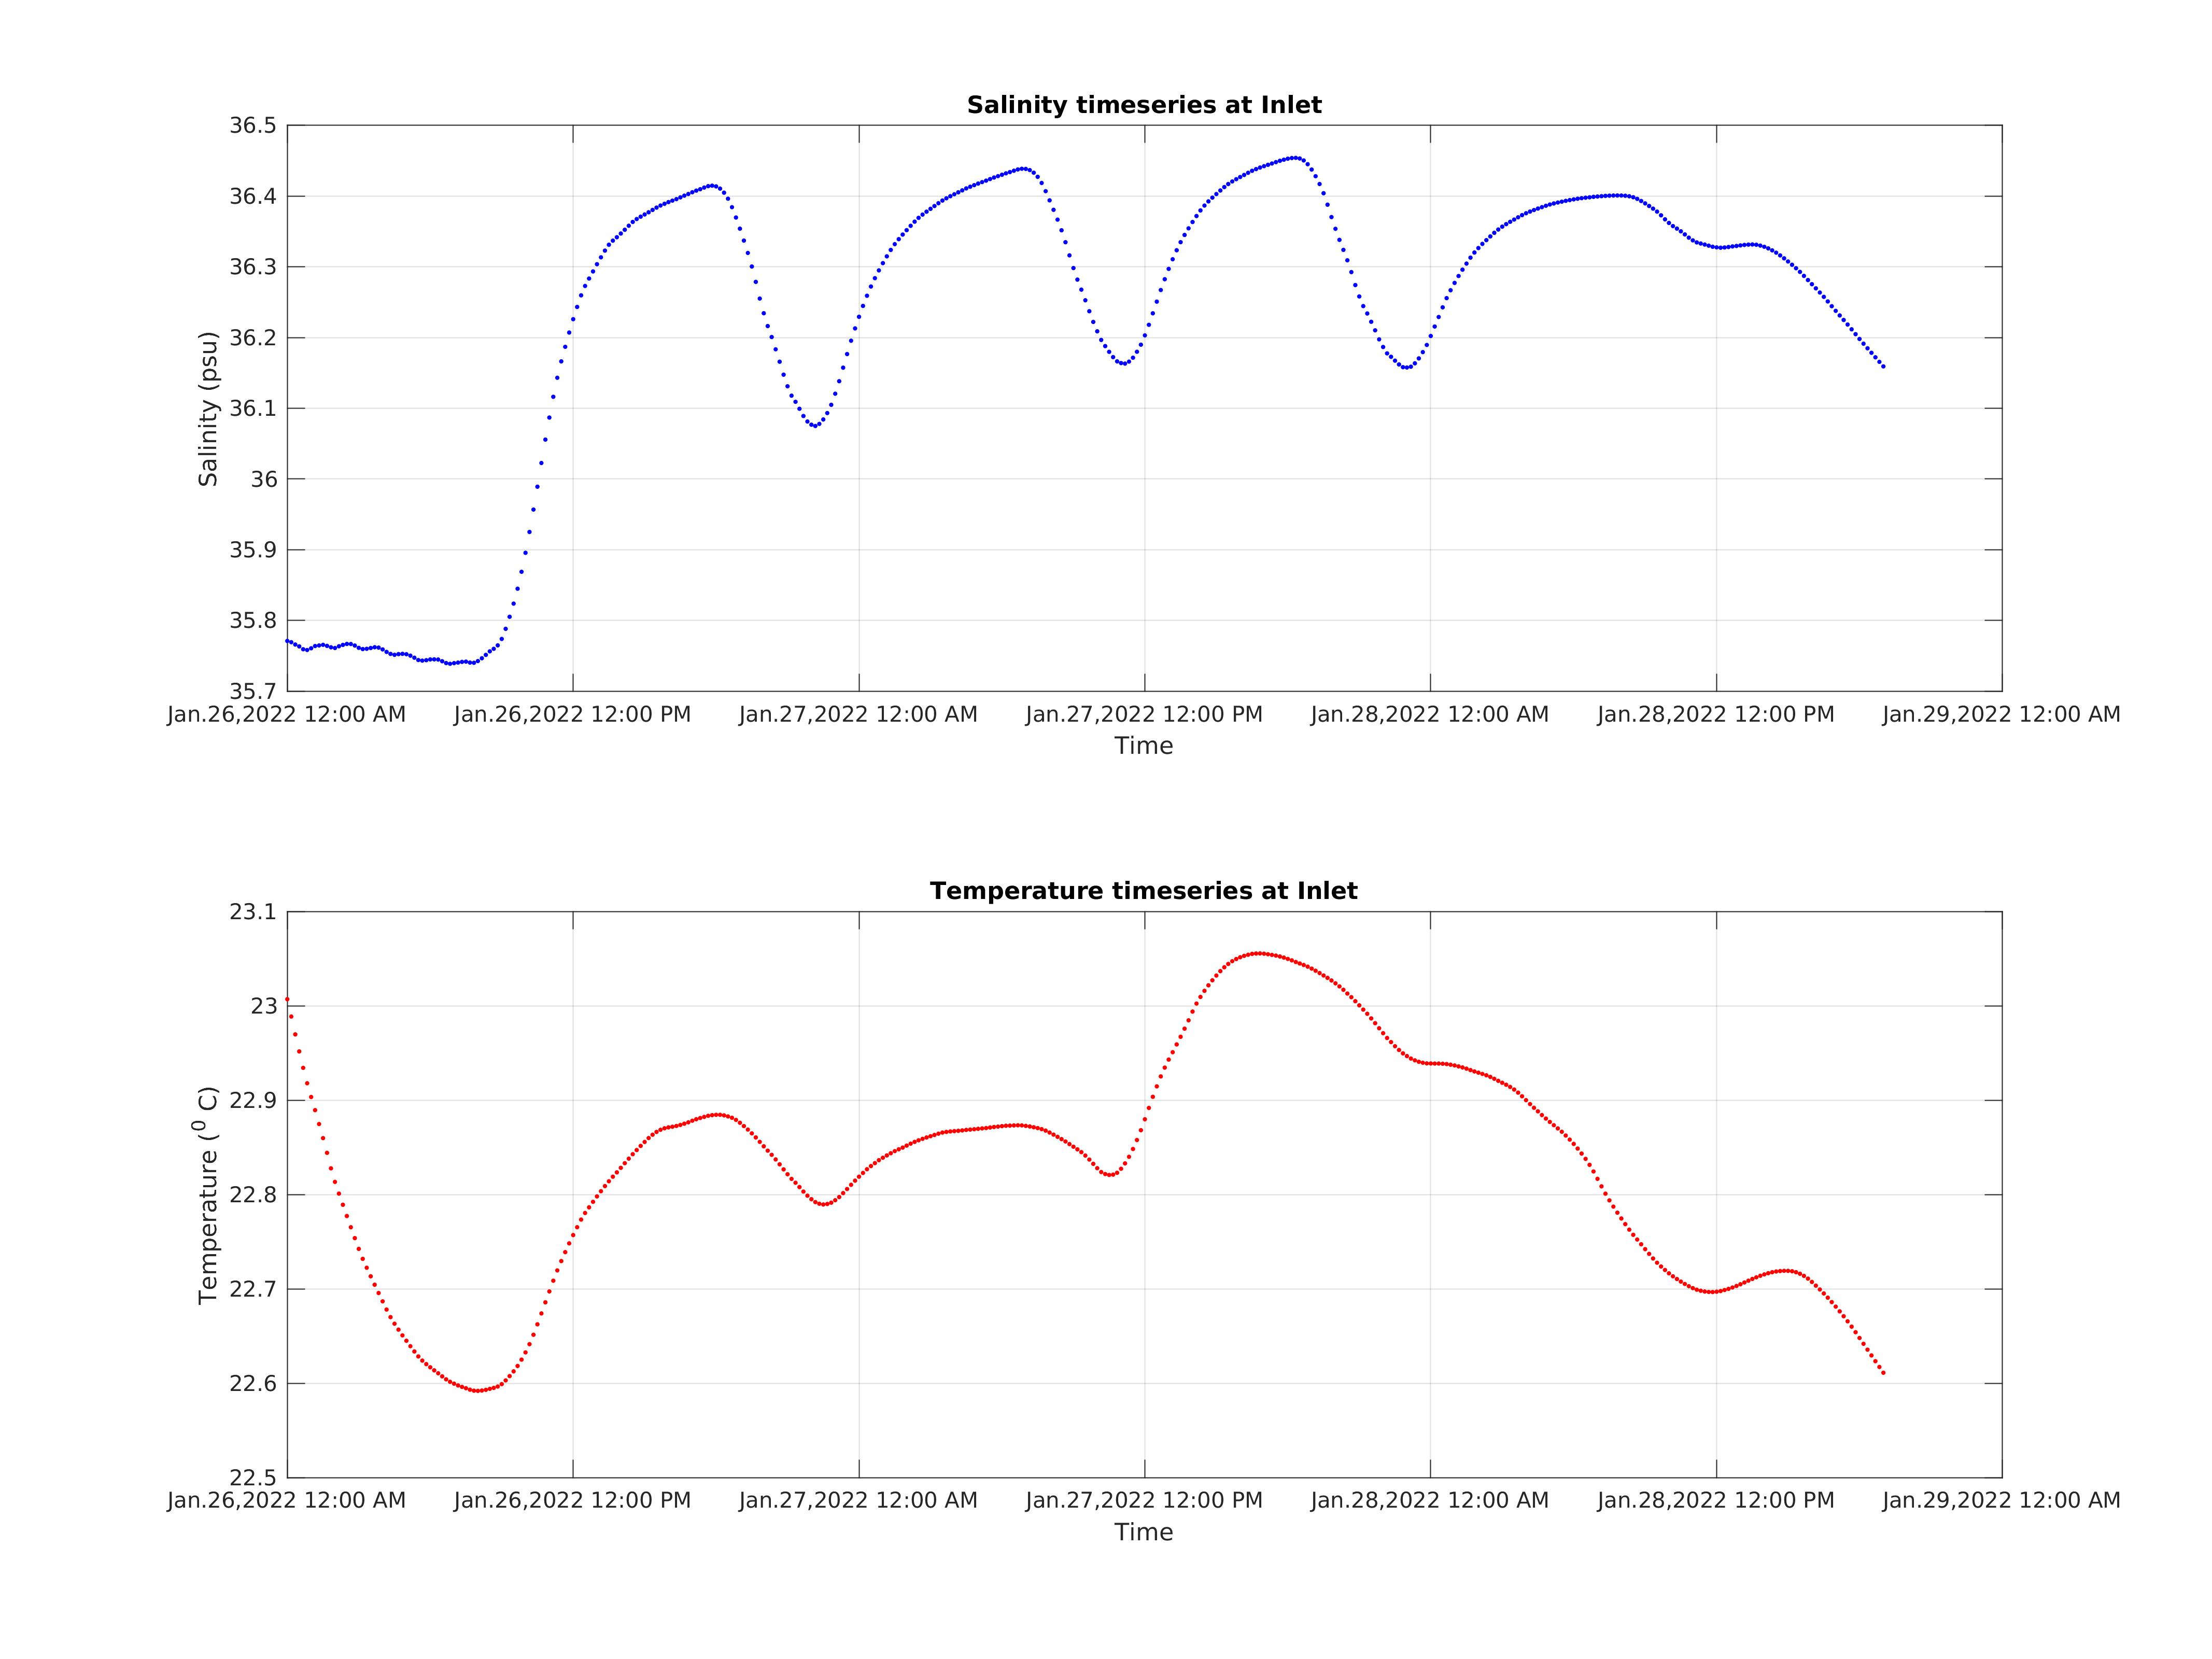 Salinity timeseries at Inlet
36.5
36.4
36.3
36.2
36.1
36
35.9
35.8
35.7
Salinity (psu)
Jan.26,2022 12:00 AM Jan.26,2022 12:00 PM Jan.27,2022 12:00 AM Jan.27,2022 12:00 PM Jan.28,2022 12:00 AM Jan.28,2022 12:00 PM Jan.29,2022 12:00 AM
Time
Temperature timeseries at Inlet
23.1
23
22.9
22.8
22.7
22.6
22.5
Temperature (⁰ C)
Jan.26,2022 12:00 AM Jan.26,2022 12:00 PM Jan.27,2022 12:00 AM Jan.27,2022 12:00 PM Jan.28,2022 12:00 AM Jan.28,2022 12:00 PM Jan.29,2022 12:00 AM
Time